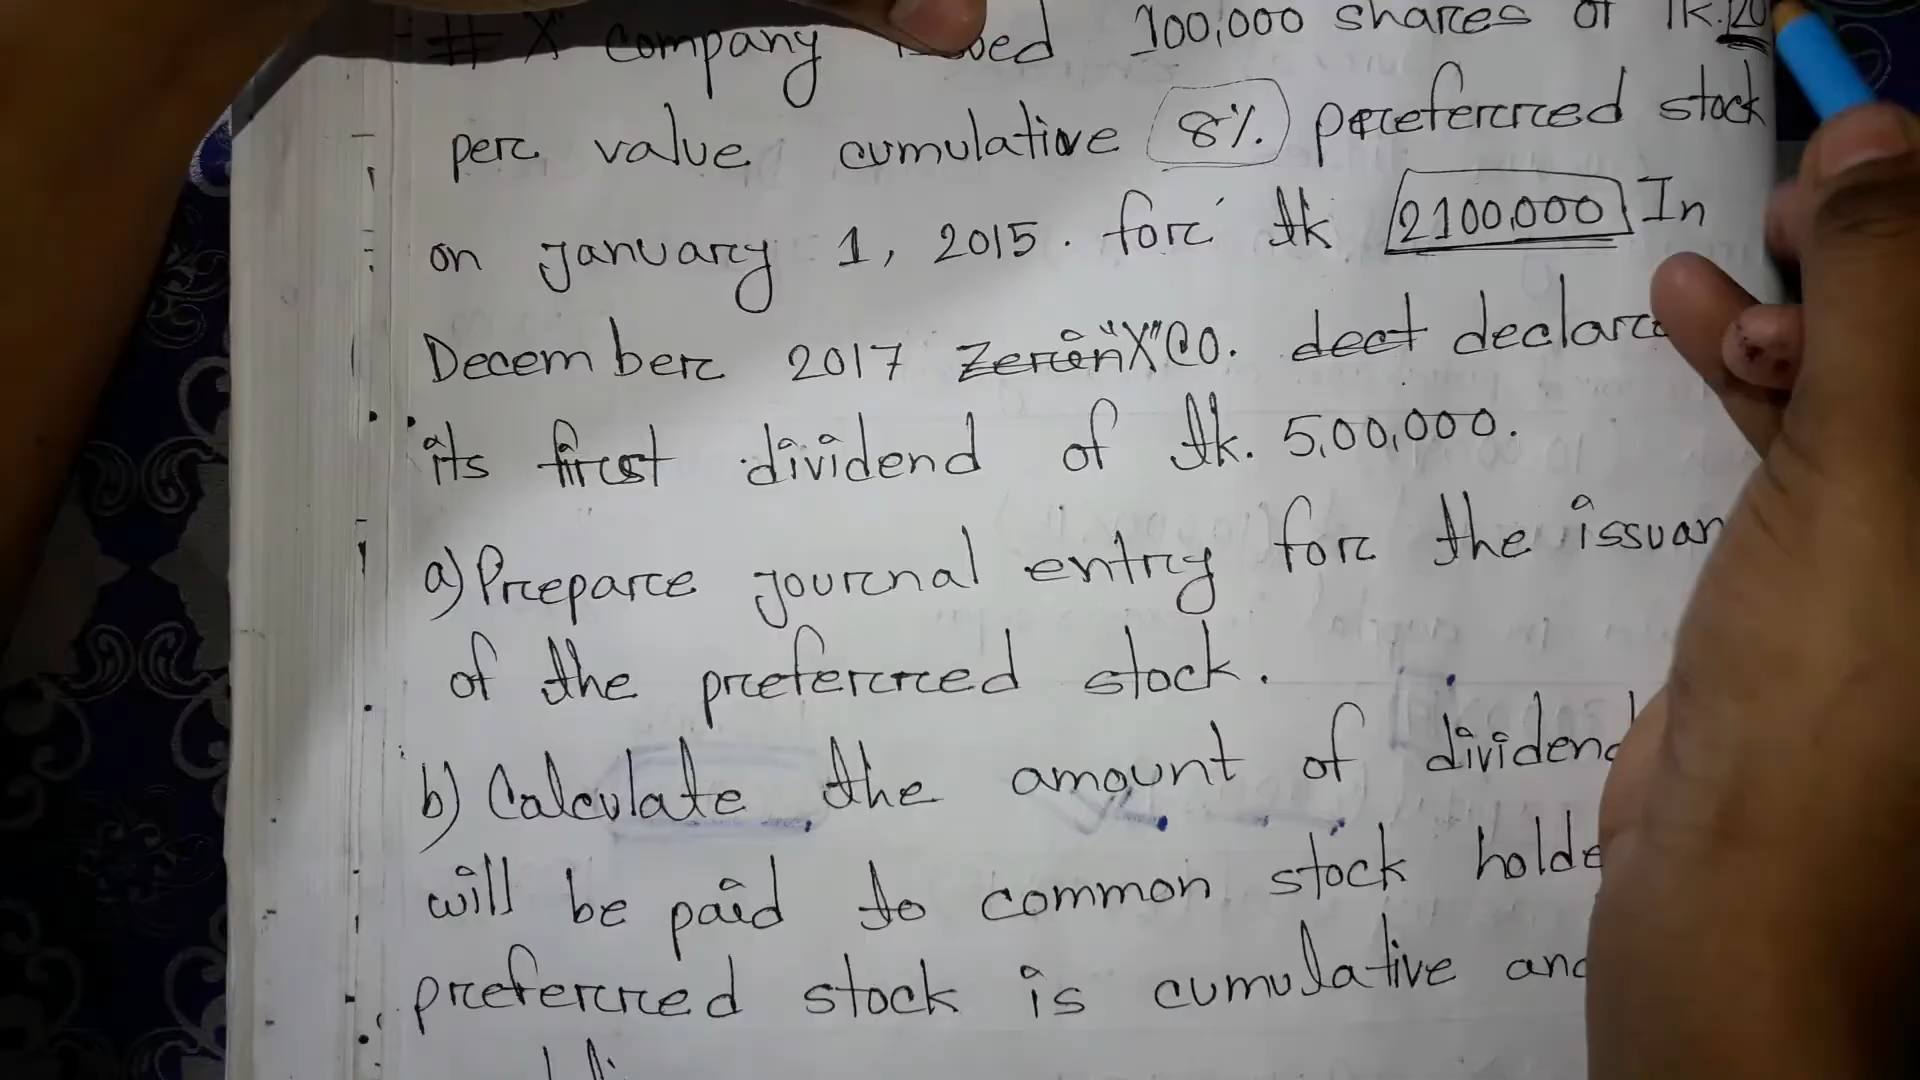 # X Company 100,000 shares of Tk.20
per value cumulative 8% preferred stock
on january 1, 2015. for tk 2100,000 In
December 2017 Zeron "X" CO. dect declare
its first dividend of tk. 5,00,000.
a) Prepare journal entry for the issuan
of the preferred stock.
b) Calculate the amount of dividend
will be paid to common stock holde
preferred stock is cumulative and